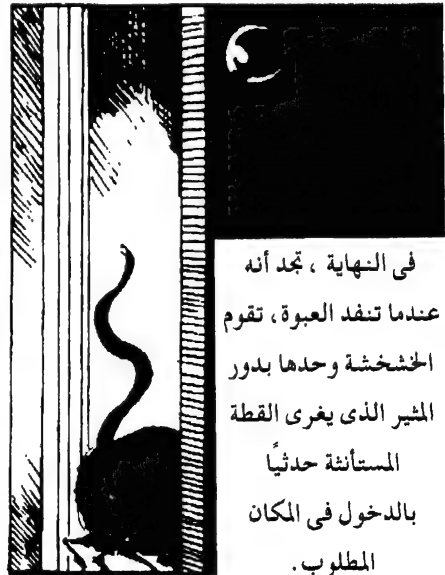 فى النهاية ، تجد أنه
عندما تنفد العبوة ، تقوم
الخشخشة وحدها بدور
المثير الذى يغرى القطة
المستأنثة حدثيًا
بالدخول فى المكان
المطلوب .